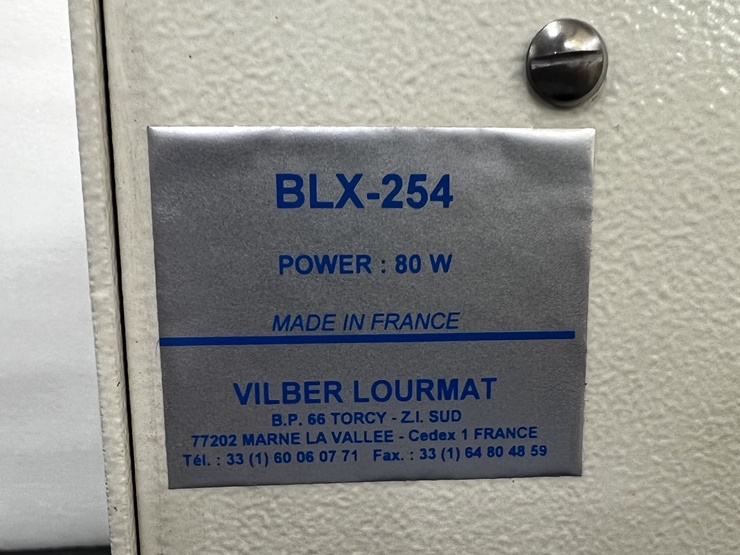 BLX-254
POWER : 80 W
MADE IN FRANCE
VILBER LOURMAT
B.P. 66 TORCY - Z.I. SUD
77202 MARNE LA VALLEE - Cedex 1 FRANCE
Tél. : 33 (1) 60 06 07 71 Fax. : 33 (1) 64 80 48 59